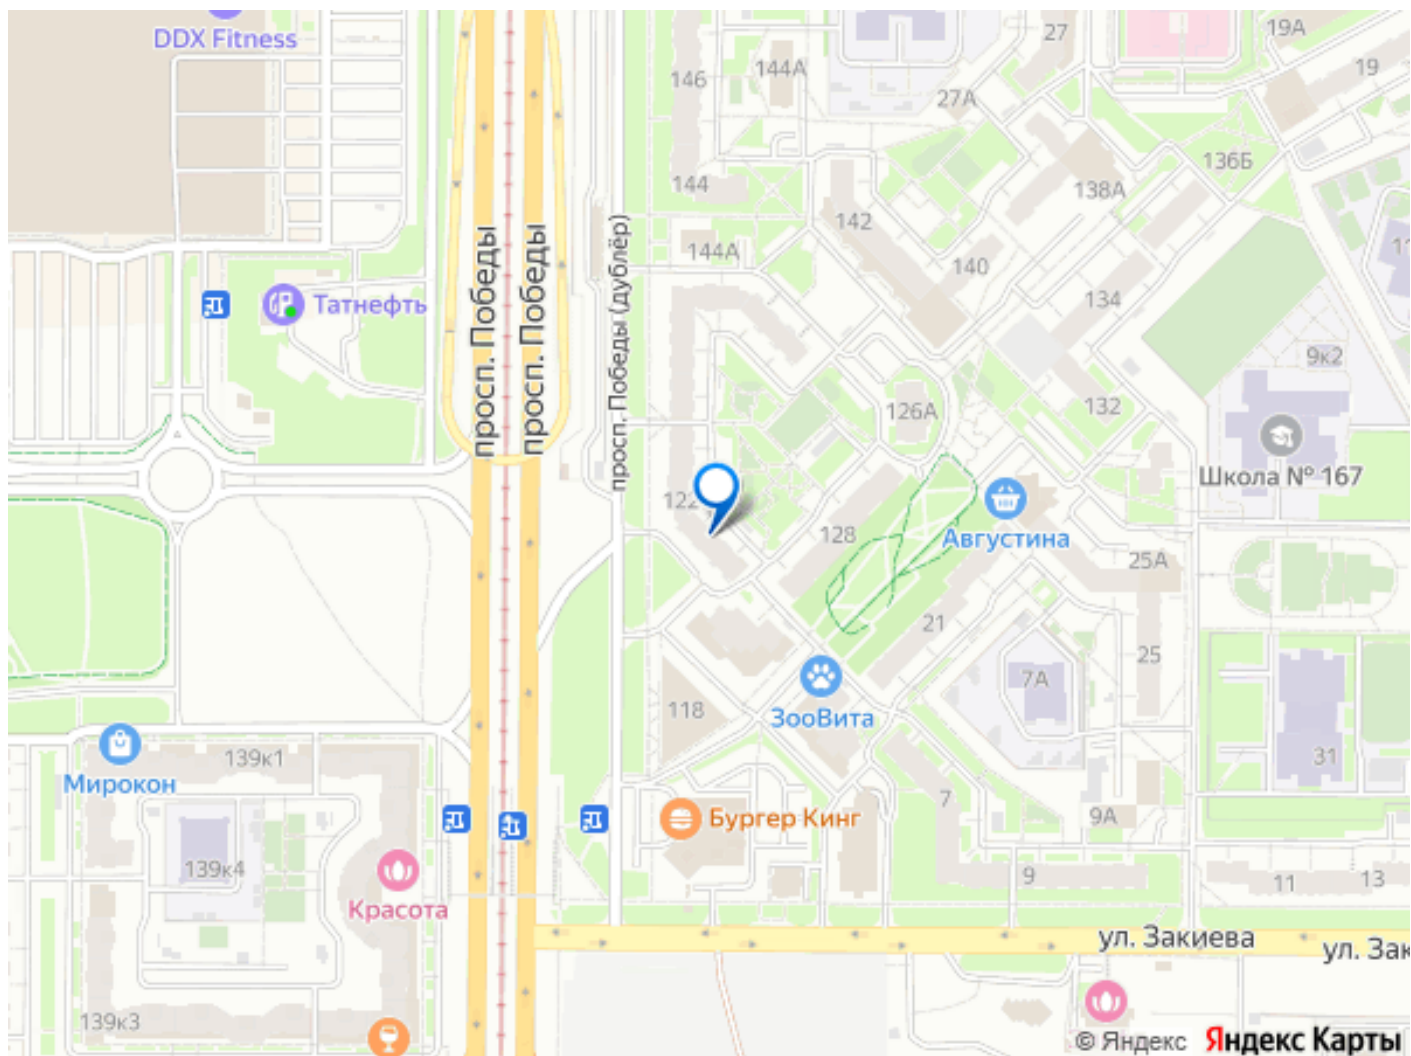 DDX Fitness
146
144А
27
19А
19
27А
136Б
144
142
138А
просп. Победы
просп. Победы
просп. Победы (дублёр)
144А
140
11
Татнефть
134
9к2
126А
132
Школа № 167
122
128
Августина
25А
21
25
7А
118
ЗооВита
31
139к1
Мирокон
7
9А
Бургер Кинг
139к4
Красота
9
11
13
ул. Закиева
ул. Зак
139к3
© Яндекс Яндекс Карты